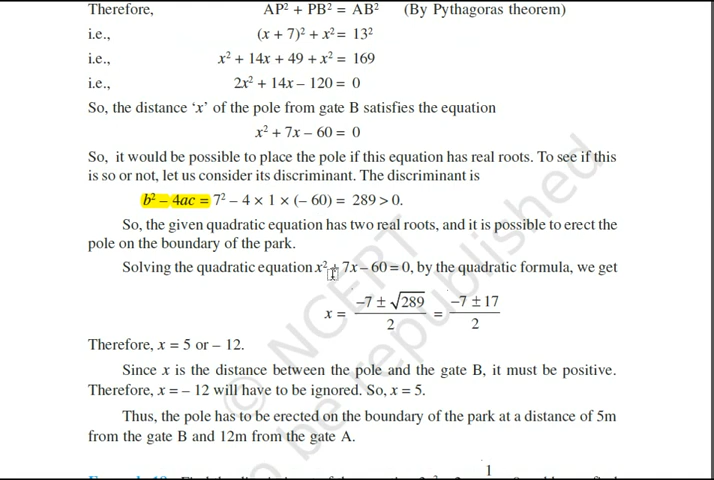 Therefore, AP² + PB² = AB² (By Pythagoras theorem)
i.e., (x + 7)² + x² = 13²
i.e., x² + 14x + 49 + x² = 169
i.e., 2x² + 14x – 120 = 0
So, the distance ‘x’ of the pole from gate B satisfies the equation
x² + 7x – 60 = 0
So, it would be possible to place the pole if this equation has real roots. To see if this
is so or not, let us consider its discriminant. The discriminant is
b² – 4ac = 7² – 4 × 1 × (– 60) = 289 > 0.
So, the given quadratic equation has two real roots, and it is possible to erect the
pole on the boundary of the park.
Solving the quadratic equation x² + 7x – 60 = 0, by the quadratic formula, we get
x = (–7 ± √289)/2 = (–7 ± 17)/2
Therefore, x = 5 or – 12.
Since x is the distance between the pole and the gate B, it must be positive.
Therefore, x = – 12 will have to be ignored. So, x = 5.
Thus, the pole has to be erected on the boundary of the park at a distance of 5m
from the gate B and 12m from the gate A.
© NCERT
be republished